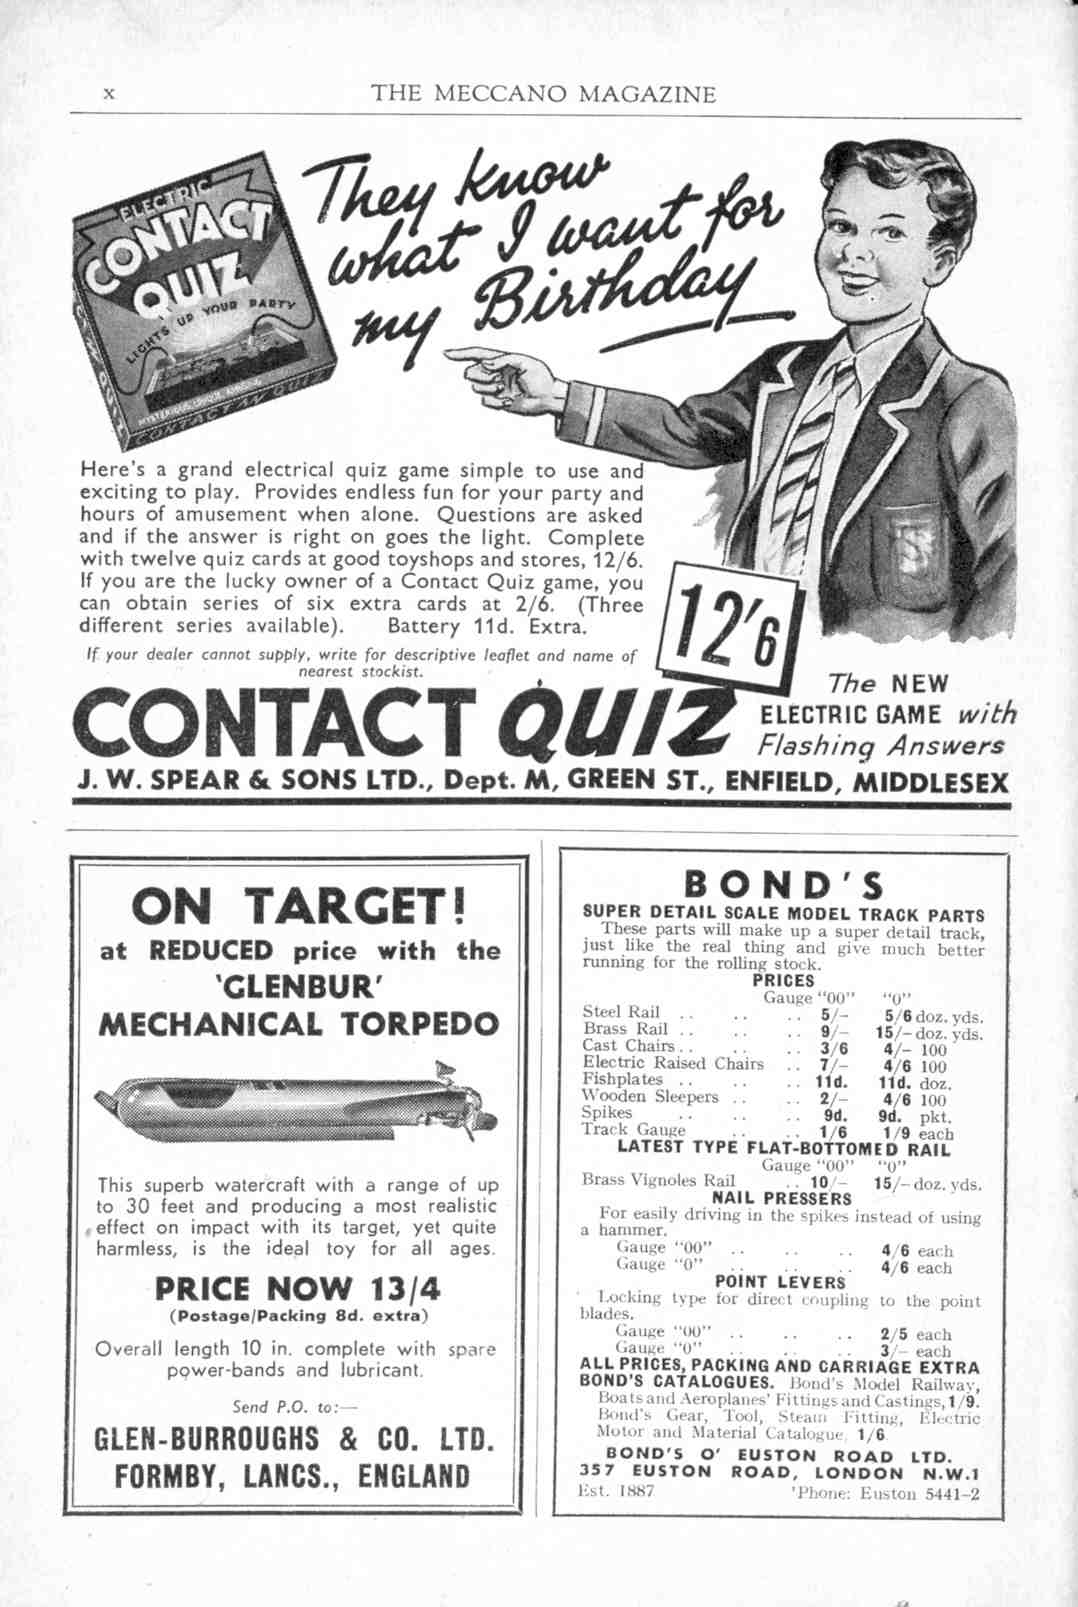 x
THE MECCANO MAGAZINE
ELECTRIC
CONTACT
QUIZ
LIGHTS UP YOUR PARTY
CONTACT QUIZ
They know
what I want for
my Birthday
Here's a grand electrical quiz game simple to use and
exciting to play. Provides endless fun for your party and
hours of amusement when alone. Questions are asked
and if the answer is right on goes the light. Complete
with twelve quiz cards at good toyshops and stores, 12/6.
If you are the lucky owner of a Contact Quiz game, you
can obtain series of six extra cards at 2/6. (Three
different series available). Battery 11d. Extra.
If your dealer cannot supply, write for descriptive leaflet and name of
nearest stockist.
12'6
CONTACT QUIZ
The NEW
ELECTRIC GAME with
Flashing Answers
J. W. SPEAR & SONS LTD., Dept. M, GREEN ST., ENFIELD, MIDDLESEX
ON TARGET!
at REDUCED price with the
'GLENBUR'
MECHANICAL TORPEDO
This superb watercraft with a range of up
to 30 feet and producing a most realistic
effect on impact with its target, yet quite
harmless, is the ideal toy for all ages.
PRICE NOW 13/4
(Postage/Packing 8d. extra)
Overall length 10 in. complete with spare
power-bands and lubricant.
Send P.O. to:—
GLEN-BURROUGHS & CO. LTD.
FORMBY, LANCS., ENGLAND
BOND'S
SUPER DETAIL SCALE MODEL TRACK PARTS
These parts will make up a super detail track,
just like the real thing and give much better
running for the rolling stock.
PRICES
Gauge "00" "0"
Steel Rail .. .. .. 5/- 5/6 doz. yds.
Brass Rail .. .. .. 9/- 15/- doz. yds.
Cast Chairs .. .. .. 3/6 4/- 100
Electric Raised Chairs .. 7/- 4/6 100
Fishplates .. .. .. 11d. 11d. doz.
Wooden Sleepers .. .. 2/- 4/6 100
Spikes .. .. .. 9d. 9d. pkt.
Track Gauge .. .. 1/6 1/9 each
LATEST TYPE FLAT-BOTTOMED RAIL
Gauge "00" "0"
Brass Vignoles Rail .. 10/- 15/- doz. yds.
NAIL PRESSERS
For easily driving in the spikes instead of using
a hammer.
Gauge "00" .. .. .. 4/6 each
Gauge "0" .. .. .. 4/6 each
POINT LEVERS
Locking type for direct coupling to the point
blades.
Gauge "00" .. .. .. 2/5 each
Gauge "0" .. .. .. 3/- each
ALL PRICES, PACKING AND CARRIAGE EXTRA
BOND'S CATALOGUES. Bond's Model Railway,
Boats and Aeroplanes' Fittings and Castings, 1/9.
Bond's Gear, Tool, Steam Fitting, Electric
Motor and Material Catalogue, 1/6
BOND'S O' EUSTON ROAD LTD.
357 EUSTON ROAD, LONDON N.W.1
Est. 1887 'Phone: Euston 5441-2